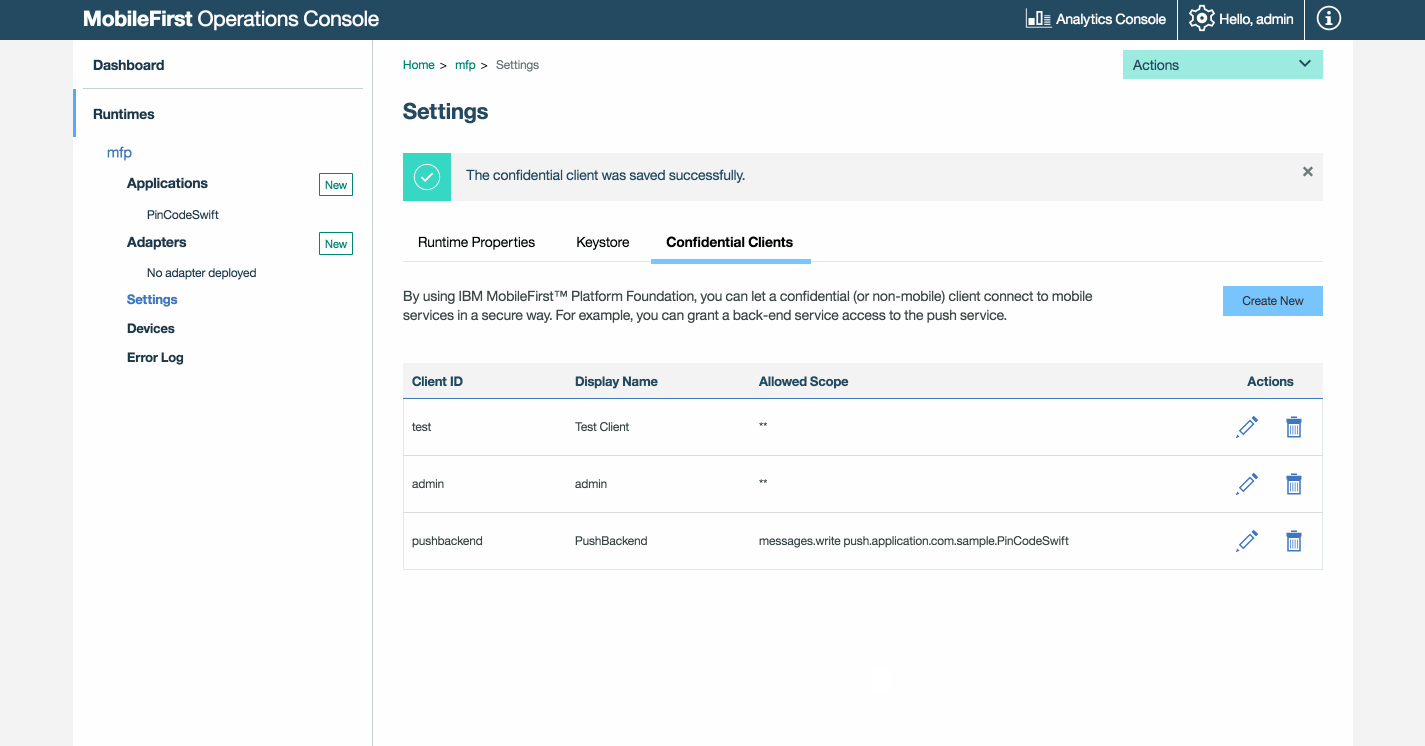 MobileFirst Operations Console
Analytics Console
Hello, admin
Dashboard
Runtimes
mfp
Applications New
PinCodeSwift
Adapters New
No adapter deployed
Settings
Devices
Error Log
Home > mfp > Settings
Actions
Settings
The confidential client was saved successfully.
Runtime Properties Keystore Confidential Clients
By using IBM MobileFirst™ Platform Foundation, you can let a confidential (or non-mobile) client connect to mobile
services in a secure way. For example, you can grant a back-end service access to the push service.
Create New
Client ID Display Name Allowed Scope Actions
test Test Client **
admin admin **
pushbackend PushBackend messages.write push.application.com.sample.PinCodeSwift